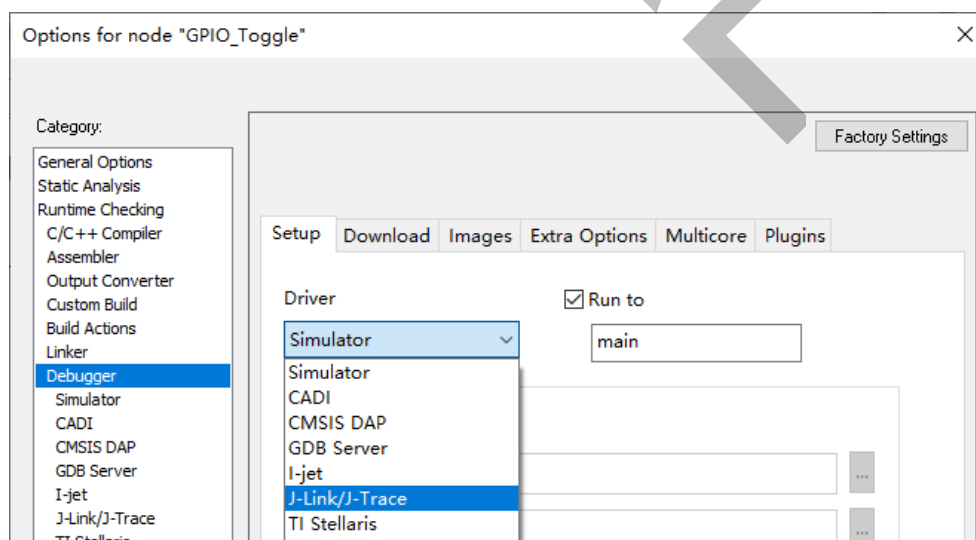 Options for node "GPIO_Toggle"
Category:
Factory Settings
General Options
Static Analysis
Runtime Checking
C/C++ Compiler
Assembler
Output Converter
Custom Build
Build Actions
Linker
Debugger
Simulator
CADI
CMSIS DAP
GDB Server
I-jet
J-Link/J-Trace
TI Stellaris
Setup Download Images Extra Options Multicore Plugins
Driver
Run to
Simulator
main
Simulator
CADI
CMSIS DAP
GDB Server
I-jet
J-Link/J-Trace
TI Stellaris
...
...